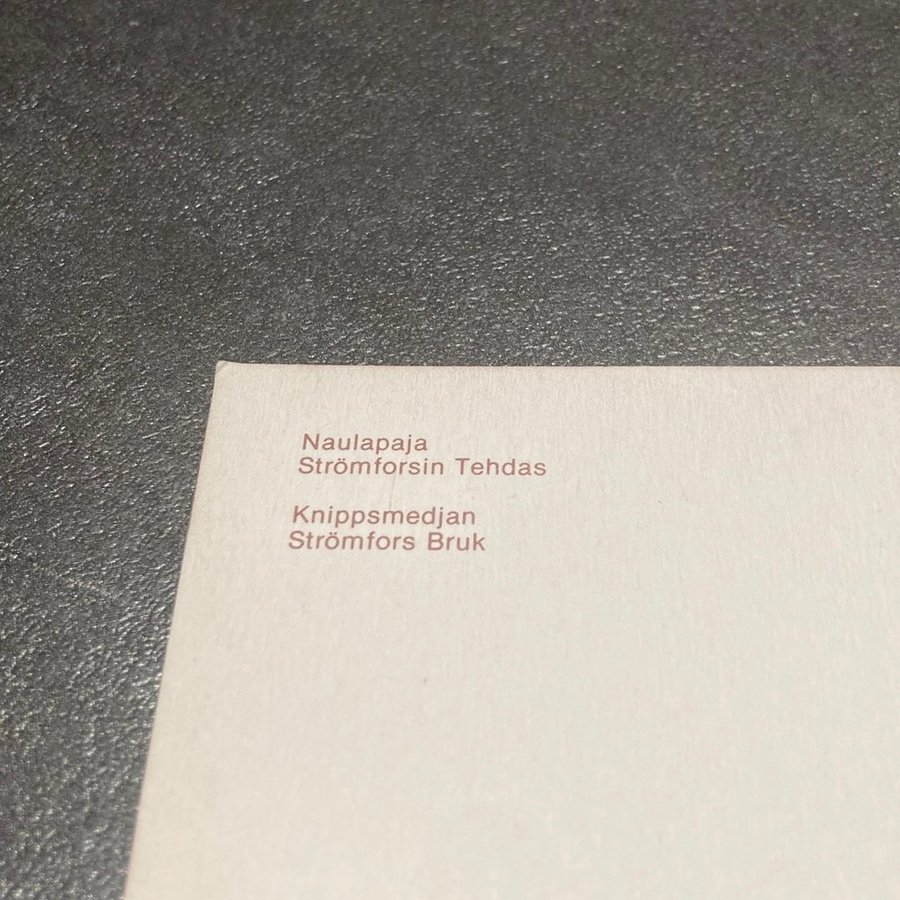 Naulapaja
Strömforsin Tehdas
Knippsmedjan
Strömfors Bruk